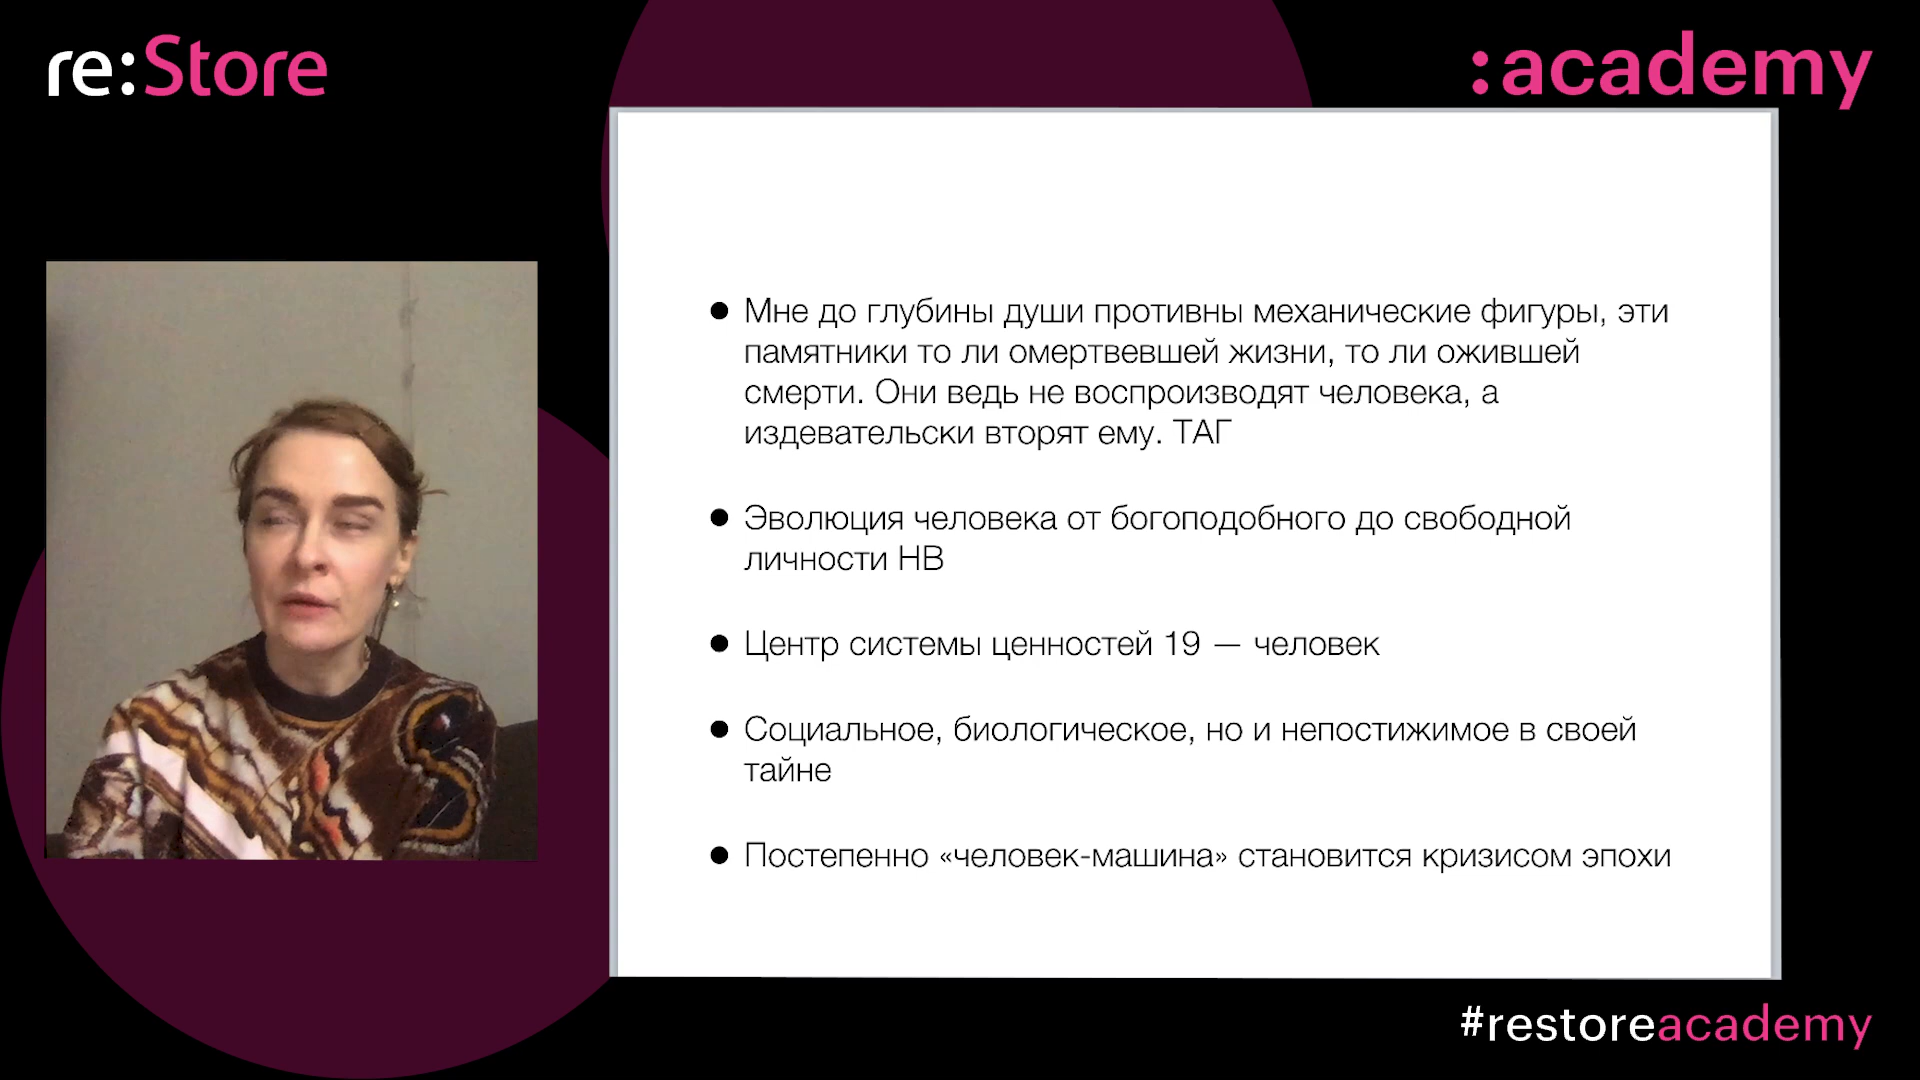 re:Store
:academy
● Мне до глубины души противны механические фигуры, эти
памятники то ли омертвевшей жизни, то ли ожившей
смерти. Они ведь не воспроизводят человека, а
издевательски вторят ему. ТАГ
● Эволюция человека от богоподобного до свободной
личности НВ
● Центр системы ценностей 19 — человек
● Социальное, биологическое, но и непостижимое в своей
тайне
● Постепенно «человек-машина» становится кризисом эпохи
#restoreacademy